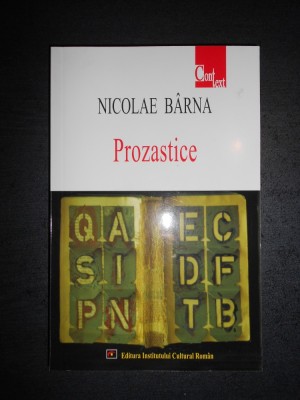 Context
NICOLAE BÂRNA
Prozastice
QA EC
SI DF
PN TB
Editura Institutului Cultural Român